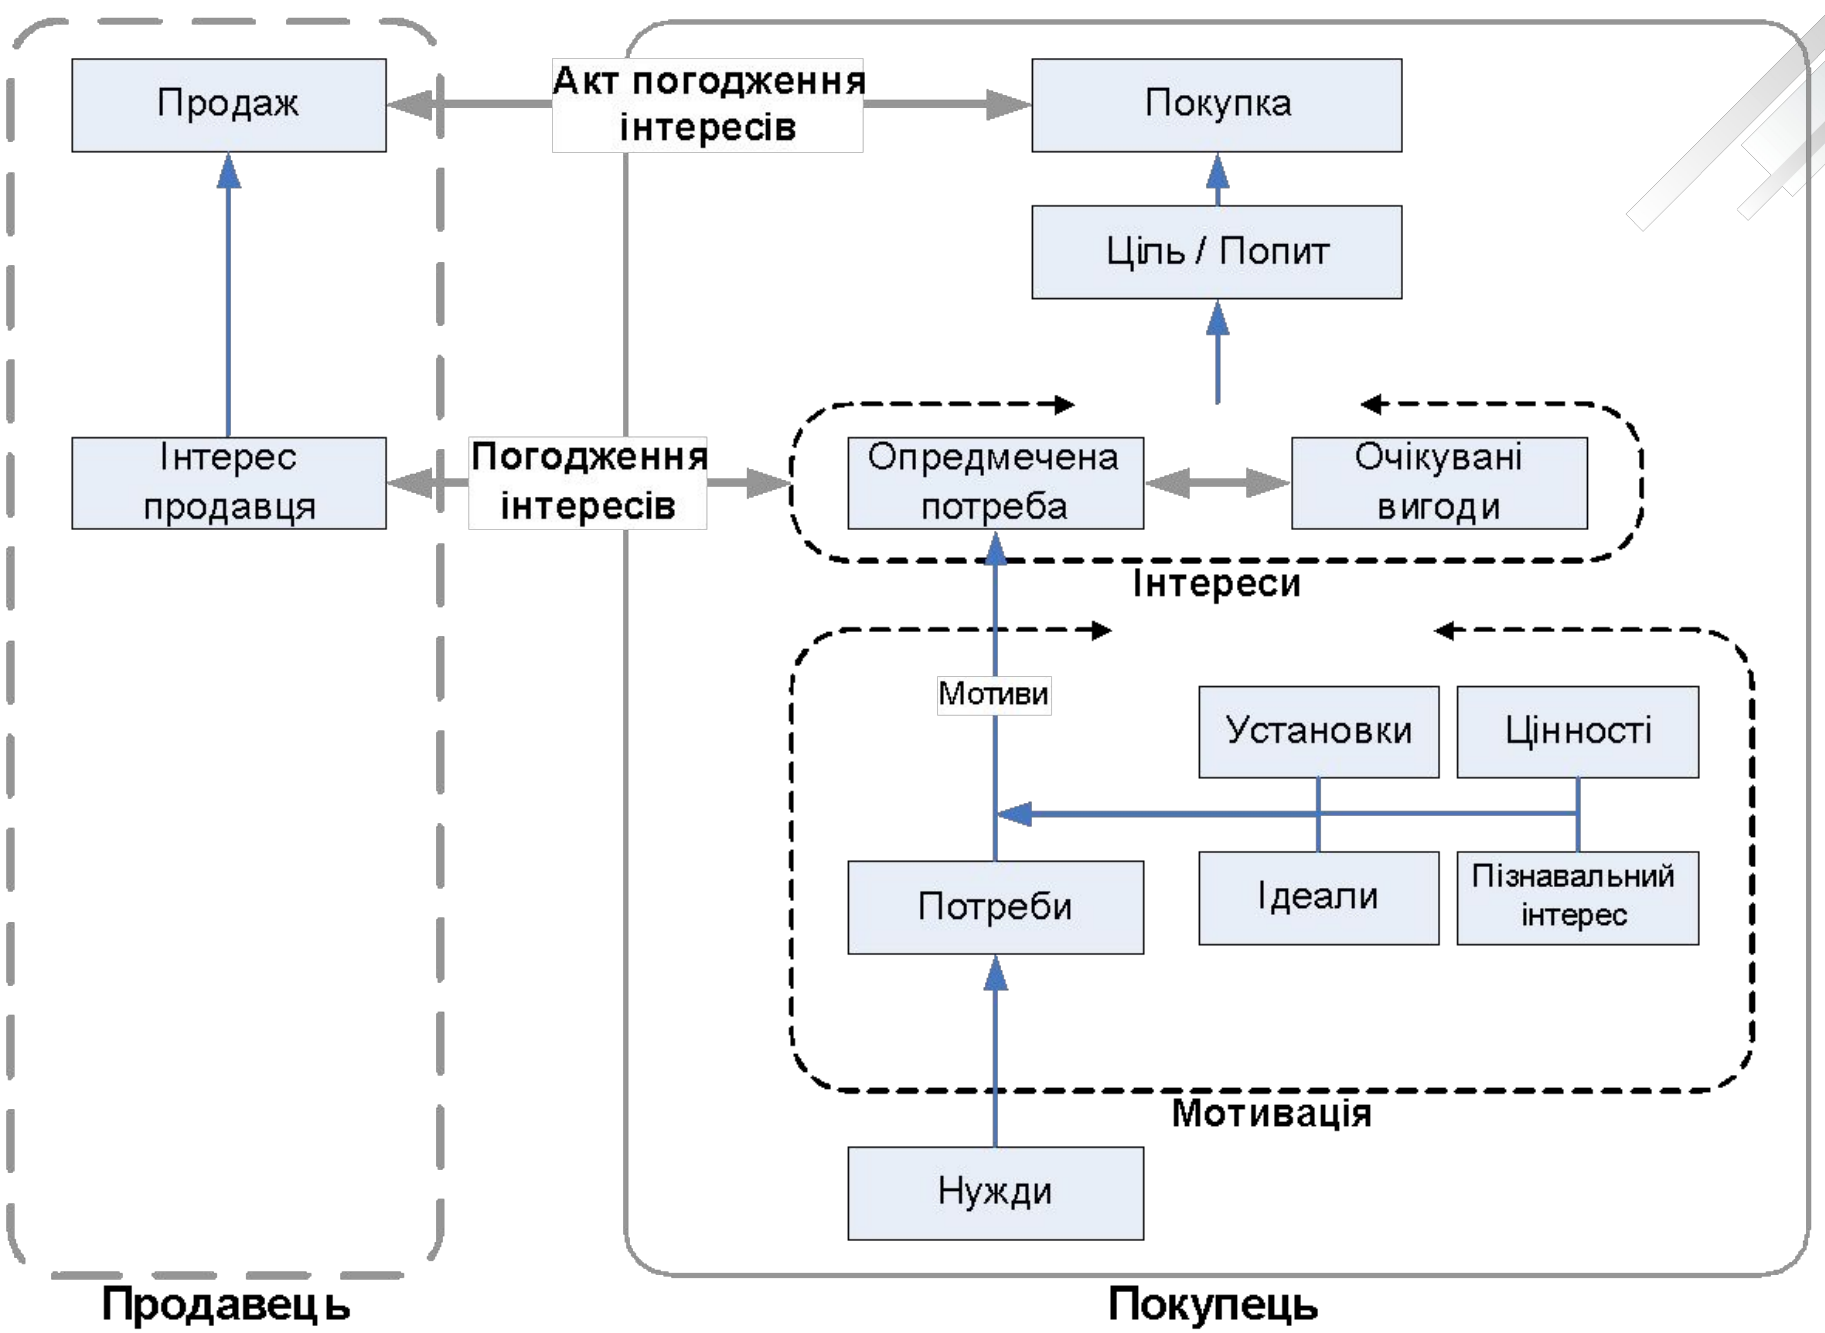 Продаж
Акт погодження
інтересів
Покупка
Ціль / Попит
Інтерес
продавця
Погодження
інтересів
Опредмечена
потреба
Очікувані
вигоди
Інтереси
Мотиви
Установки
Цінності
Потреби
Ідеали
Пізнавальний
інтерес
Мотивація
Нужди
Продавець
Покупець